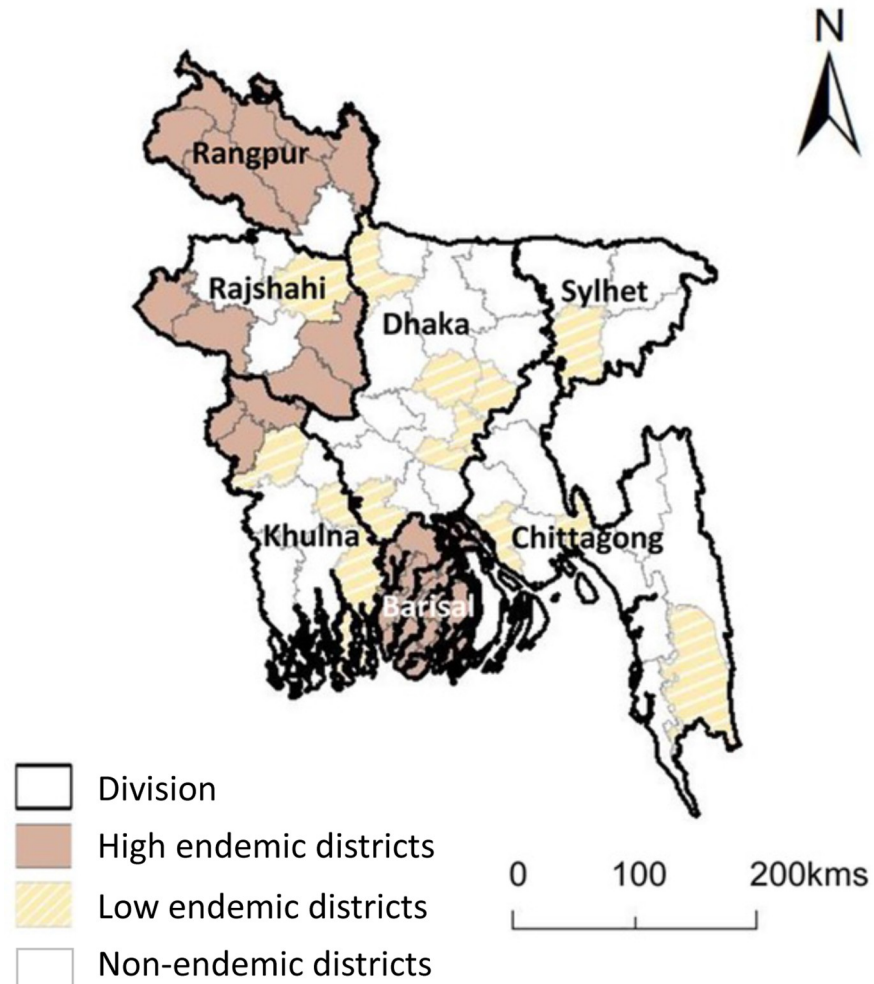 N
Rangpur
Rajshahi
Sylhet
Dhaka
Khulna
Chittagong
Barisal
Division
High endemic districts
Low endemic districts
Non-endemic districts
0 100 200kms